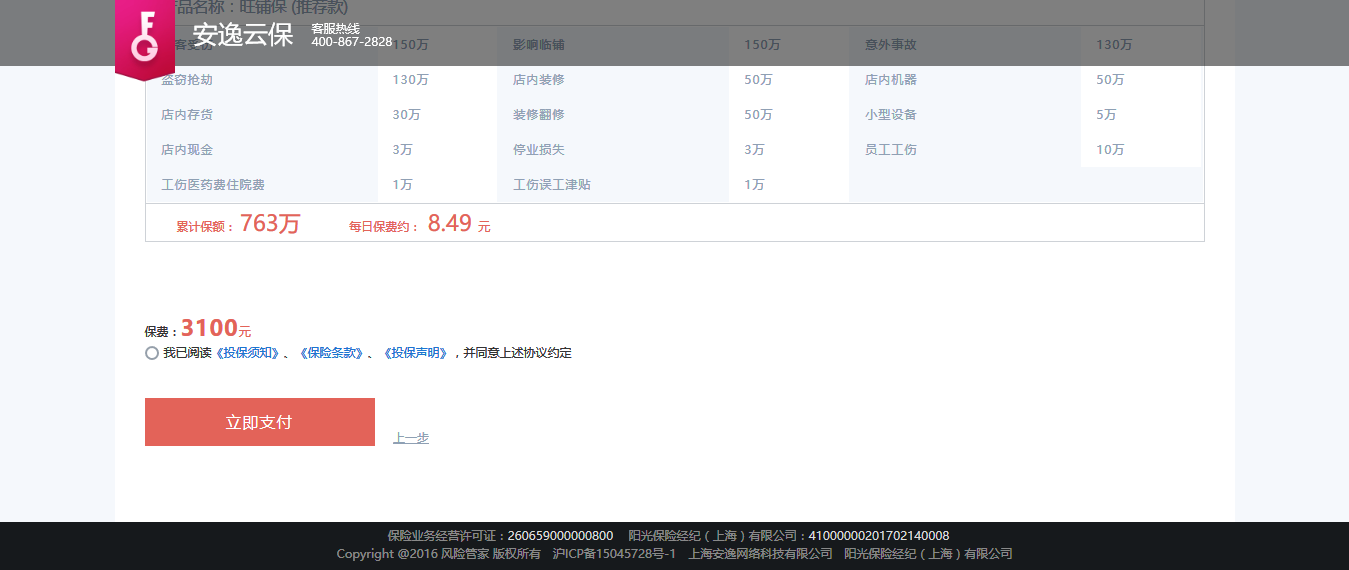 产品名称：旺铺保 (推荐款)
安逸云保 客服热线
400-867-2828
顾客受伤 150万 影响临铺 150万 意外事故 130万
盗窃抢劫 130万 店内装修 50万 店内机器 50万
店内存货 30万 装修翻修 50万 小型设备 5万
店内现金 3万 停业损失 3万 员工工伤 10万
工伤医药费住院费 1万 工伤误工津贴 1万
累计保额： 763万 每日保费约： 8.49 元
保费：3100元
我已阅读《投保须知》、《保险条款》、《投保声明》，并同意上述协议约定
立即支付
上一步
保险业务经营许可证：260659000000800 阳光保险经纪（上海）有限公司：41000000201702140008
Copyright @2016 风险管家 版权所有 沪ICP备15045728号-1 上海安逸网络科技有限公司 阳光保险经纪（上海）有限公司